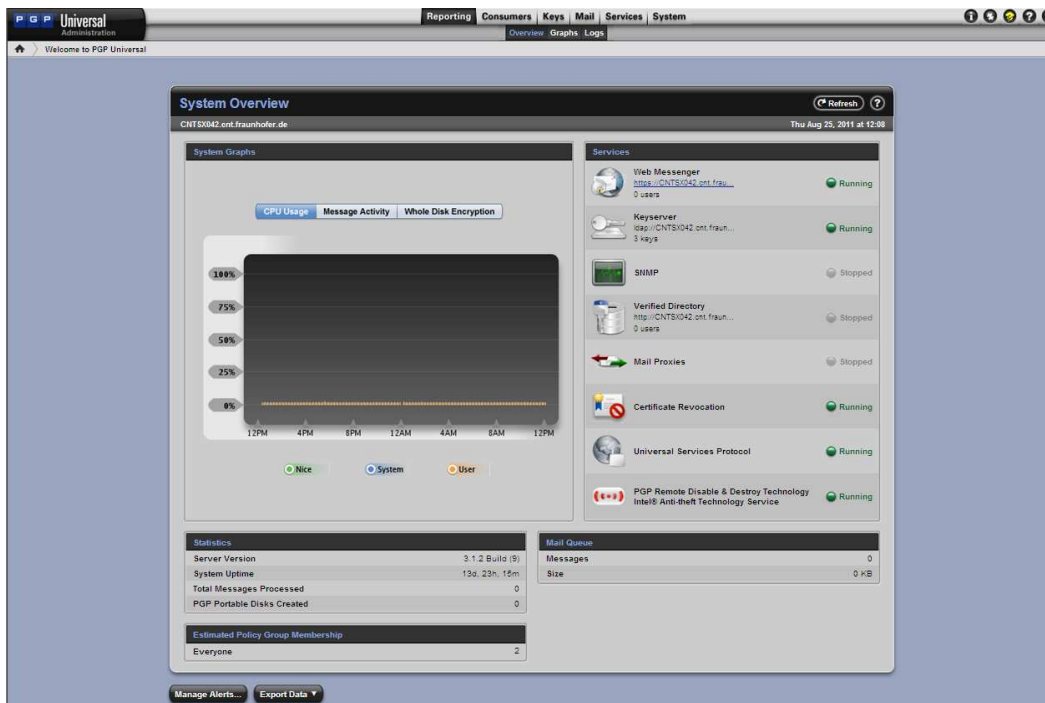 PGP Universal
Administration
Reporting Consumers Keys Mail Services System
Overview Graphs Logs
Welcome to PGP Universal
System Overview
Refresh ?
CNTSX042.cnt.fraunhofer.de
Thu Aug 25, 2011 at 12:08
System Graphs
CPU Usage Message Activity Whole Disk Encryption
100%
75%
50%
25%
0%
12PM 4PM 8PM 12AM 4AM 8AM 12PM
Nice System User
Services
Web Messenger
https://CNTSX042.cnt.frau...
0 users
Running
Keyserver
ldap://CNTSX042.cnt.fraun...
3 keys
Running
SNMP
Stopped
Verified Directory
http://CNTSX042.cnt.fraun...
0 users
Stopped
Mail Proxies
Stopped
Certificate Revocation
Running
Universal Services Protocol
Running
PGP Remote Disable & Destroy Technology
Intel® Anti-theft Technology Service
Running
Statistics
Server Version 3.1.2 Build (9)
System Uptime 13d, 23h, 15m
Total Messages Processed 0
PGP Portable Disks Created 0
Mail Queue
Messages 0
Size 0 KB
Estimated Policy Group Membership
Everyone 2
Manage Alerts... Export Data